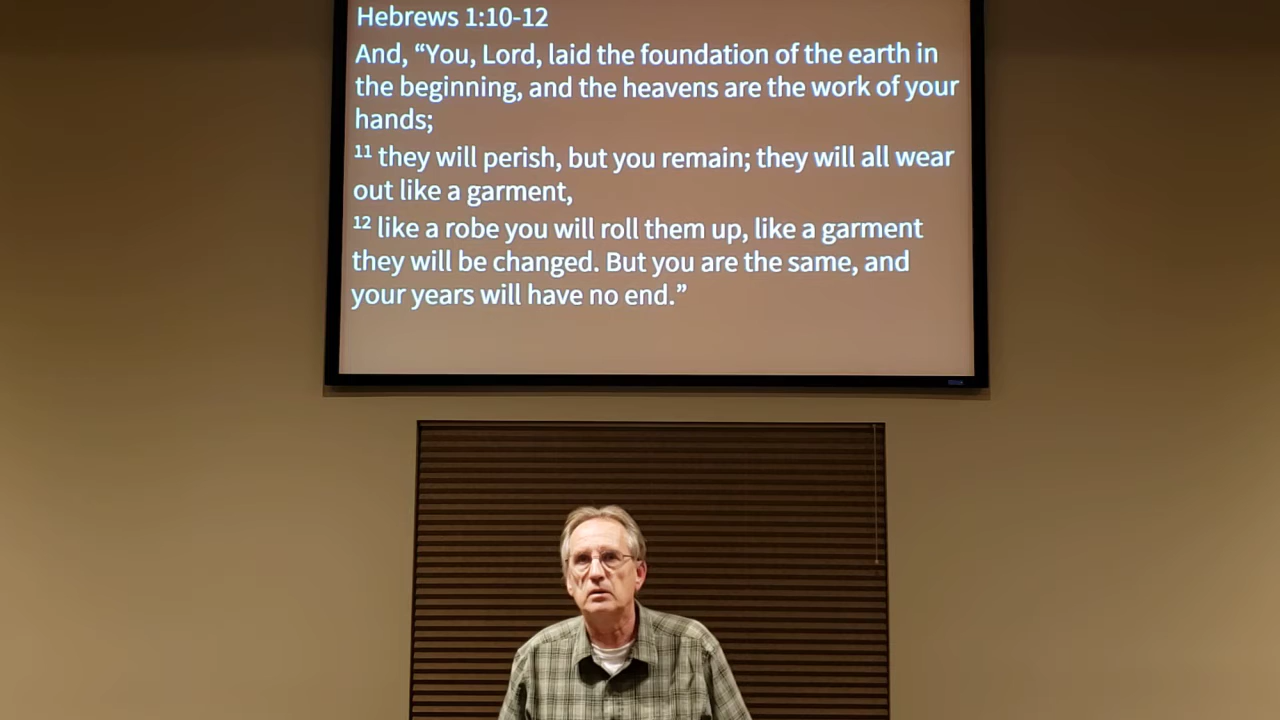 Hebrews 1:10-12
And, “You, Lord, laid the foundation of the earth in
the beginning, and the heavens are the work of your
hands;
¹¹ they will perish, but you remain; they will all wear
out like a garment,
¹² like a robe you will roll them up, like a garment
they will be changed. But you are the same, and
your years will have no end.”